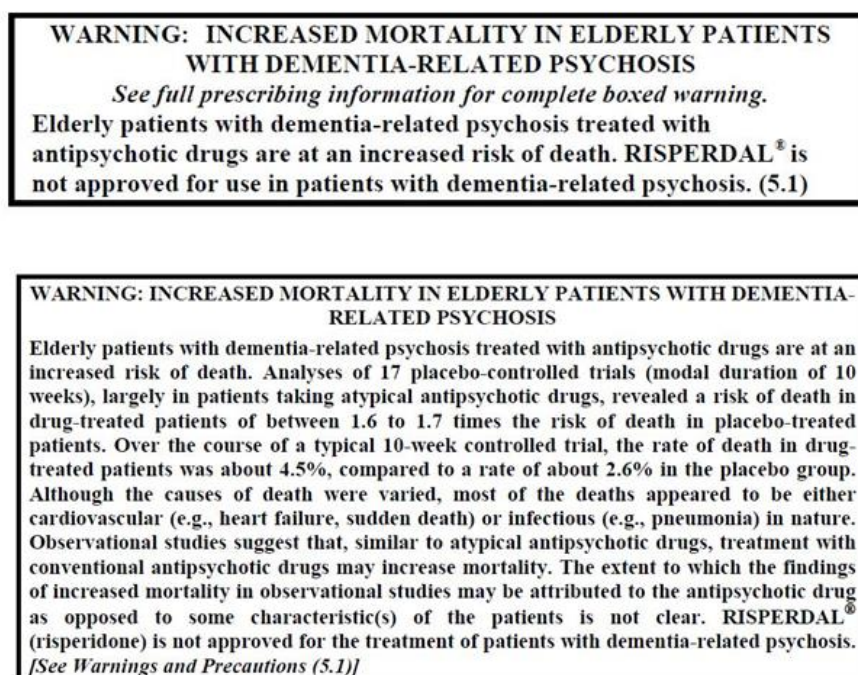 WARNING: INCREASED MORTALITY IN ELDERLY PATIENTS
WITH DEMENTIA-RELATED PSYCHOSIS
See full prescribing information for complete boxed warning.
Elderly patients with dementia-related psychosis treated with
antipsychotic drugs are at an increased risk of death. RISPERDAL® is
not approved for use in patients with dementia-related psychosis. (5.1)
WARNING: INCREASED MORTALITY IN ELDERLY PATIENTS WITH DEMENTIA-
RELATED PSYCHOSIS
Elderly patients with dementia-related psychosis treated with antipsychotic drugs are at an
increased risk of death. Analyses of 17 placebo-controlled trials (modal duration of 10
weeks), largely in patients taking atypical antipsychotic drugs, revealed a risk of death in
drug-treated patients of between 1.6 to 1.7 times the risk of death in placebo-treated
patients. Over the course of a typical 10-week controlled trial, the rate of death in drug-
treated patients was about 4.5%, compared to a rate of about 2.6% in the placebo group.
Although the causes of death were varied, most of the deaths appeared to be either
cardiovascular (e.g., heart failure, sudden death) or infectious (e.g., pneumonia) in nature.
Observational studies suggest that, similar to atypical antipsychotic drugs, treatment with
conventional antipsychotic drugs may increase mortality. The extent to which the findings
of increased mortality in observational studies may be attributed to the antipsychotic drug
as opposed to some characteristic(s) of the patients is not clear. RISPERDAL®
(risperidone) is not approved for the treatment of patients with dementia-related psychosis.
[See Warnings and Precautions (5.1)]